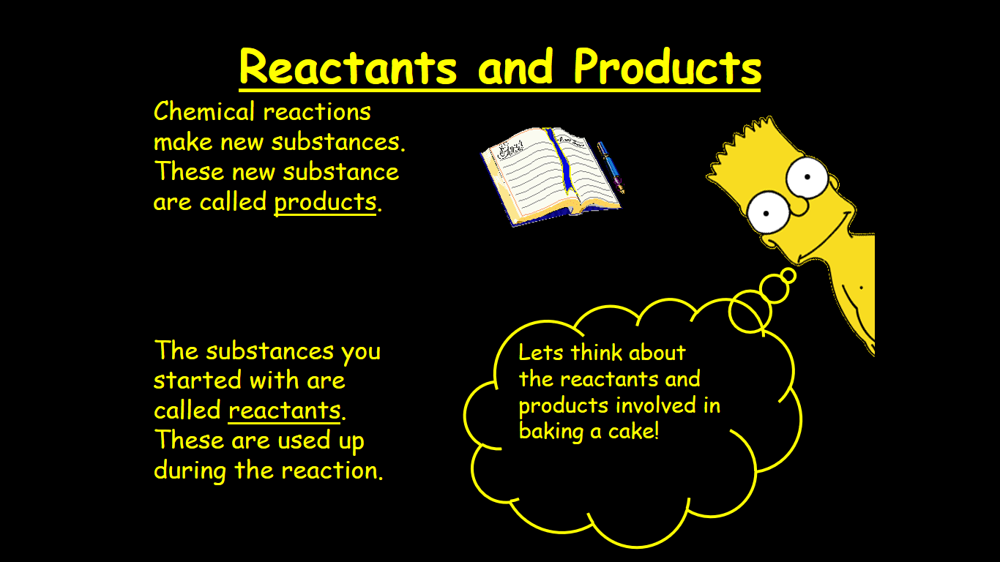 Reactants and Products
Chemical reactions
make new substances.
These new substance
are called products.
The substances you
started with are
called reactants.
These are used up
during the reaction.
Lets think about
the reactants and
products involved in
baking a cake!